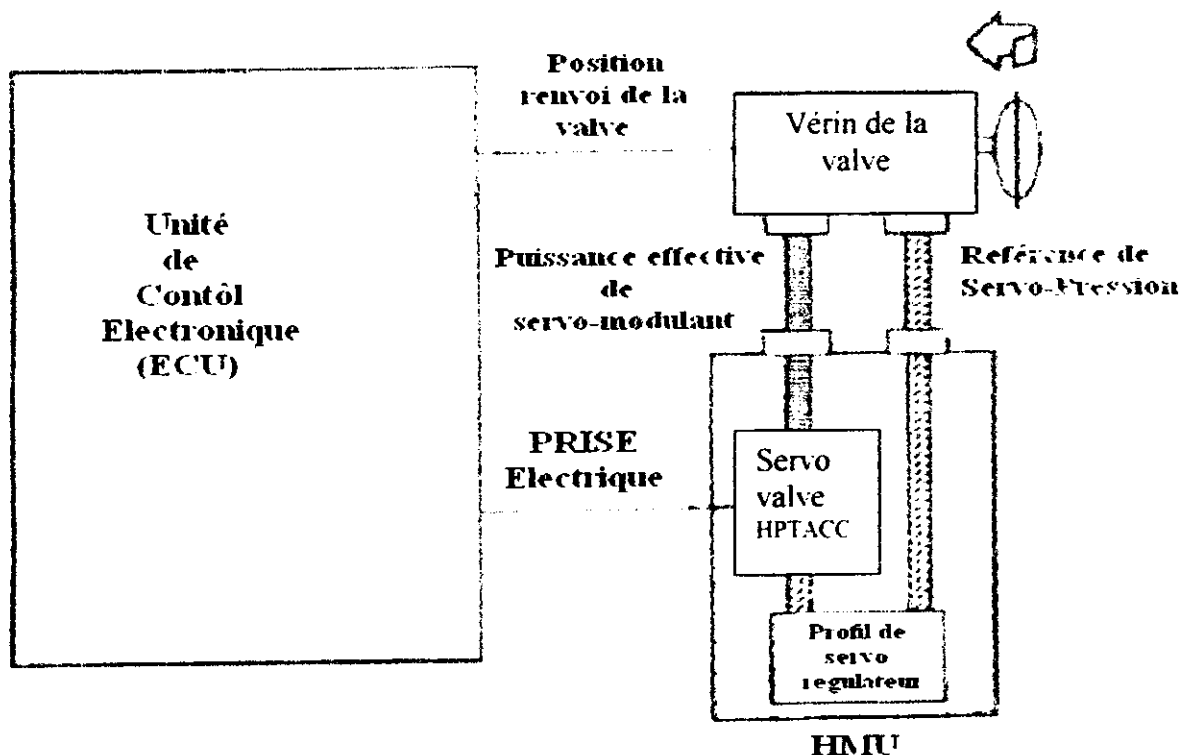 Position
renvoi de la
valve
Vérin de la
valve
Unité
de
Contôl
Electronique
(ECU)
Puissance effective
de
servo-modulant
Reférence de
Servo-Pression
PRISE
Electrique
Servo
valve
HPTACC
Profil de
servo
regulateur
HMU